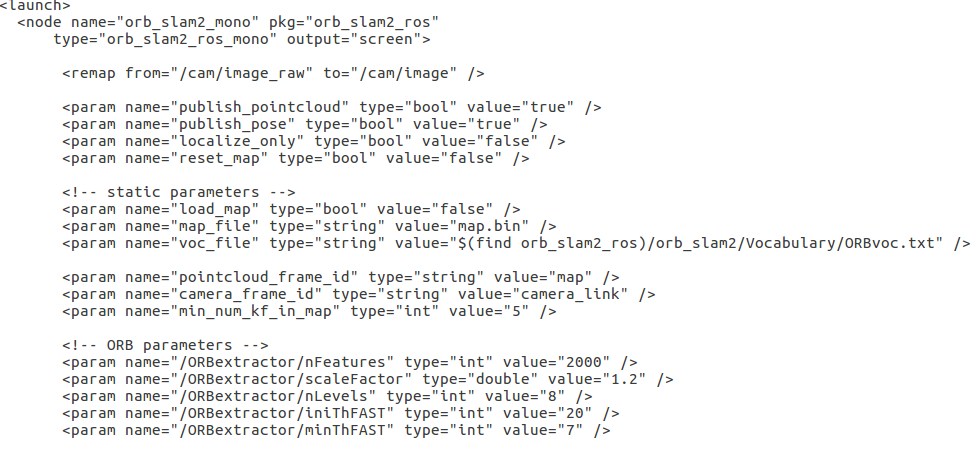 <launch>
<node name="orb_slam2_mono" pkg="orb_slam2_ros"
type="orb_slam2_ros_mono" output="screen">
<remap from="/cam/image_raw" to="/cam/image" />
<param name="publish_pointcloud" type="bool" value="true" />
<param name="publish_pose" type="bool" value="true" />
<param name="localize_only" type="bool" value="false" />
<param name="reset_map" type="bool" value="false" />
<!-- static parameters -->
<param name="load_map" type="bool" value="false" />
<param name="map_file" type="string" value="map.bin" />
<param name="voc_file" type="string" value="$(find orb_slam2_ros)/orb_slam2/Vocabulary/ORBvoc.txt" />
<param name="pointcloud_frame_id" type="string" value="map" />
<param name="camera_frame_id" type="string" value="camera_link" />
<param name="min_num_kf_in_map" type="int" value="5" />
<!-- ORB parameters -->
<param name="/ORBextractor/nFeatures" type="int" value="2000" />
<param name="/ORBextractor/scaleFactor" type="double" value="1.2" />
<param name="/ORBextractor/nLevels" type="int" value="8" />
<param name="/ORBextractor/iniThFAST" type="int" value="20" />
<param name="/ORBextractor/minThFAST" type="int" value="7" />